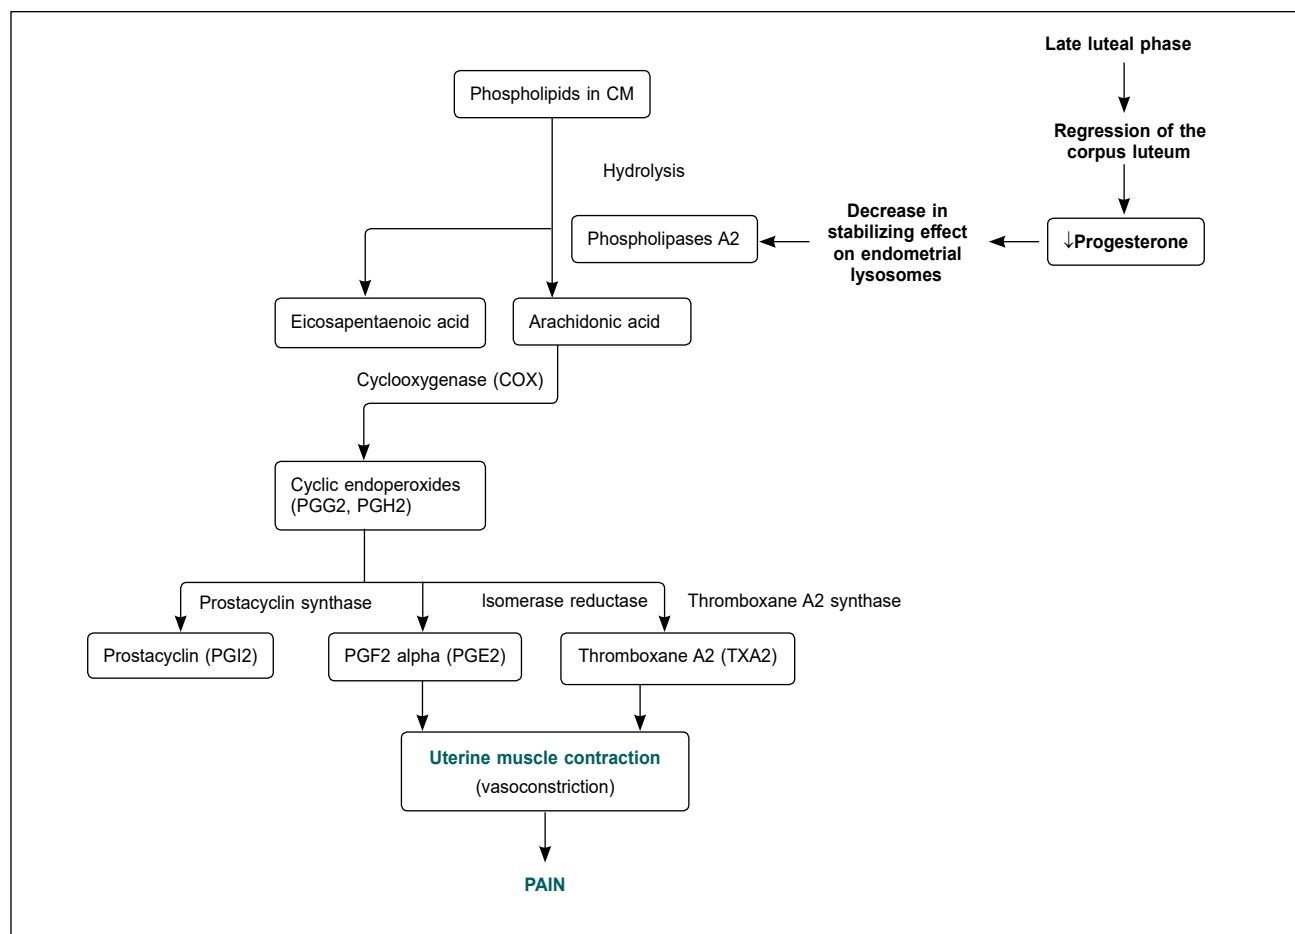 Late luteal phase
Phospholipids in CM
Regression of the
corpus luteum
Hydrolysis
Decrease in
stabilizing effect
on endometrial
lysosomes
Phospholipases A2
↓Progesterone
Eicosapentaenoic acid
Arachidonic acid
Cyclooxygenase (COX)
Cyclic endoperoxides
(PGG2, PGH2)
Prostacyclin synthase
Isomerase reductase
Thromboxane A2 synthase
Prostacyclin (PGI2)
PGF2 alpha (PGE2)
Thromboxane A2 (TXA2)
Uterine muscle contraction
(vasoconstriction)
PAIN